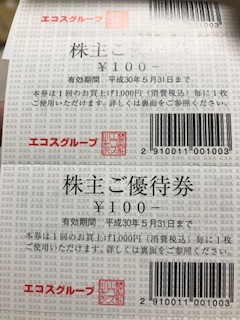 エコスグループ
株主ご優待券
￥100-
有効期間 平成30年5月31日まで
本券は1回のお買上げ1,000円（消費税込）毎に1枚
ご使用いただけます。詳しくは裏面をご参照ください。
エコスグループ
2 910011 001003
株主ご優待券
￥100-
有効期間 平成30年5月31日まで
本券は1回のお買上げ1,000円（消費税込）毎に1枚
ご使用いただけます。詳しくは裏面をご参照ください。
エコスグループ
2 910011 001003